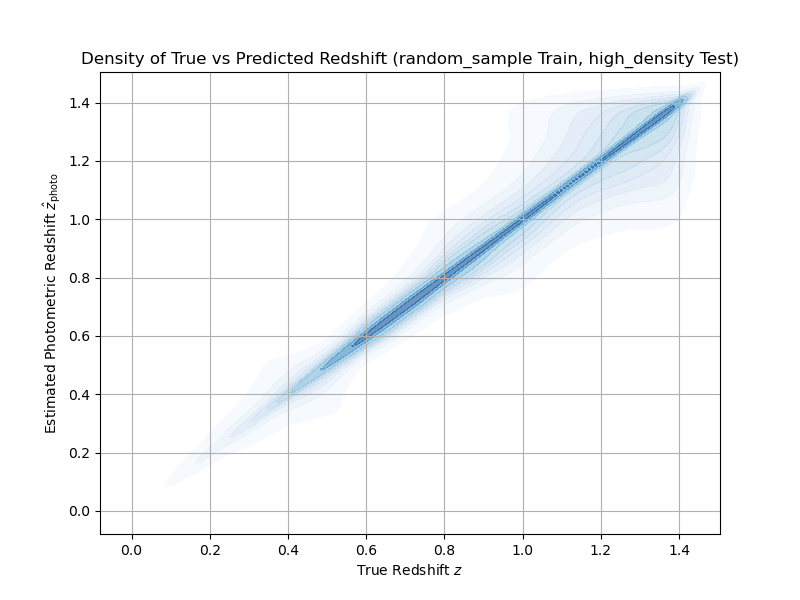 Density of True vs Predicted Redshift (random_sample Train, high_density Test)
Estimated Photometric Redshift ẑphoto
1.4
1.2
1.0
0.8
0.6
0.4
0.2
0.0
0.0 0.2 0.4 0.6 0.8 1.0 1.2 1.4
True Redshift z